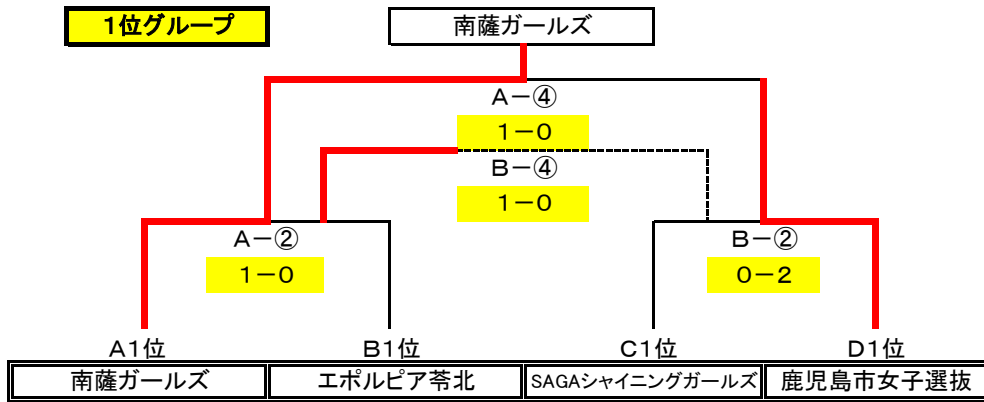 1位グループ
南薩ガールズ
A-④
1-0
B-④
1-0
A-② B-②
1-0 0-2
A1位 B1位 C1位 D1位
南薩ガールズ エポルピア苓北 SAGAシャイニングガールズ 鹿児島市女子選抜